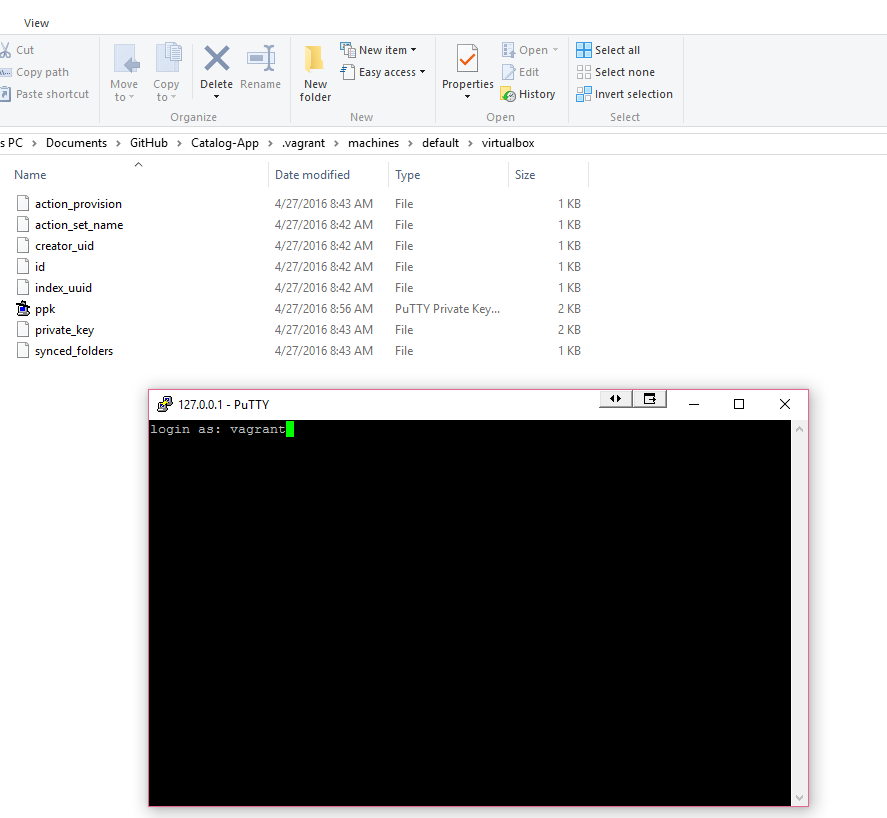 View
Cut
Copy path
Paste shortcut
Move to
Copy to
Delete
Rename
Organize
New folder
New item
Easy access
New
Properties
Open
Edit
History
Open
Select all
Select none
Invert selection
Select
s PC > Documents > GitHub > Catalog-App > .vagrant > machines > default > virtualbox
Name Date modified Type Size
action_provision 4/27/2016 8:43 AM File 1 KB
action_set_name 4/27/2016 8:42 AM File 1 KB
creator_uid 4/27/2016 8:42 AM File 1 KB
id 4/27/2016 8:42 AM File 1 KB
index_uuid 4/27/2016 8:42 AM File 1 KB
ppk 4/27/2016 8:56 AM PuTTY Private Key... 2 KB
private_key 4/27/2016 8:43 AM File 2 KB
synced_folders 4/27/2016 8:43 AM File 1 KB
127.0.0.1 - PuTTY
login as: vagrant